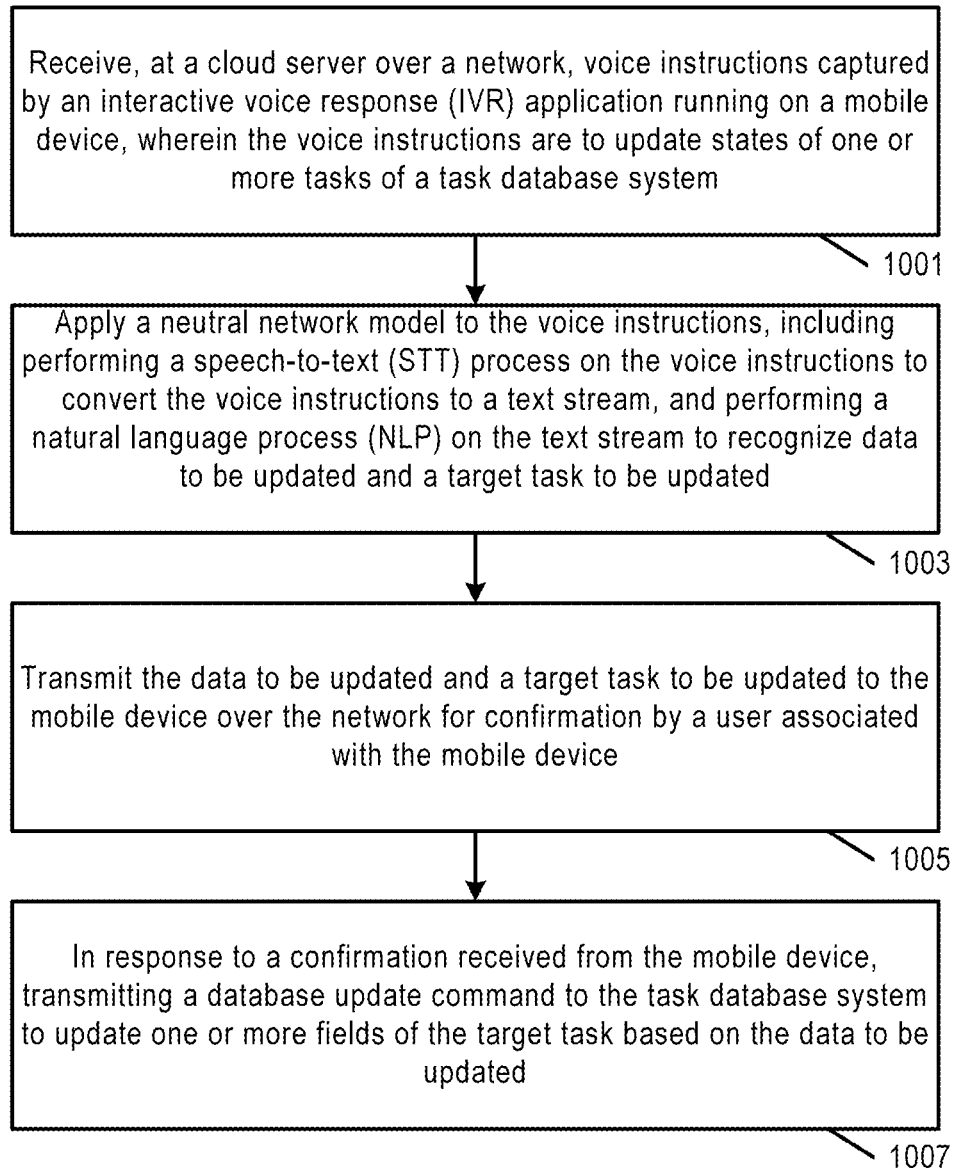 Receive, at a cloud server over a network, voice instructions captured
by an interactive voice response (IVR) application running on a mobile
device, wherein the voice instructions are to update states of one or
more tasks of a task database system
1001
Apply a neutral network model to the voice instructions, including
performing a speech-to-text (STT) process on the voice instructions to
convert the voice instructions to a text stream, and performing a
natural language process (NLP) on the text stream to recognize data
to be updated and a target task to be updated
1003
Transmit the data to be updated and a target task to be updated to the
mobile device over the network for confirmation by a user associated
with the mobile device
1005
In response to a confirmation received from the mobile device,
transmitting a database update command to the task database system
to update one or more fields of the target task based on the data to be
updated
1007